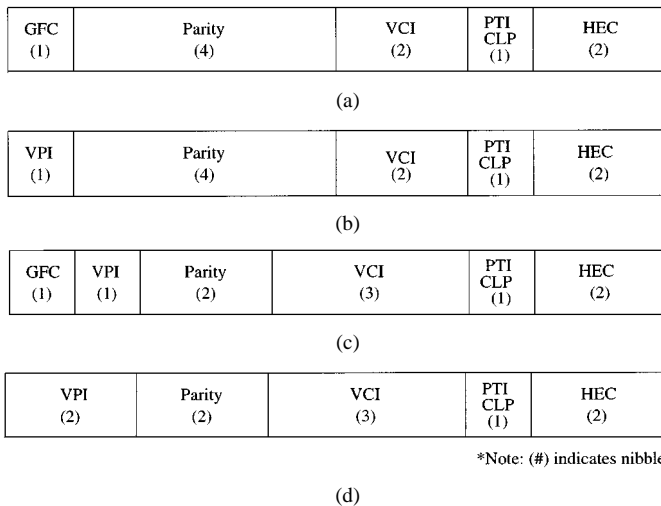 GFC Parity VCI PTI CLP HEC
(1) (4) (2) (1) (2)
(a)
VPI Parity VCI PTI CLP HEC
(1) (4) (2) (1) (2)
(b)
GFC VPI Parity VCI PTI CLP HEC
(1) (1) (2) (3) (1) (2)
(c)
VPI Parity VCI PTI CLP HEC
(2) (2) (3) (1) (2)
*Note: (#) indicates nibble
(d)